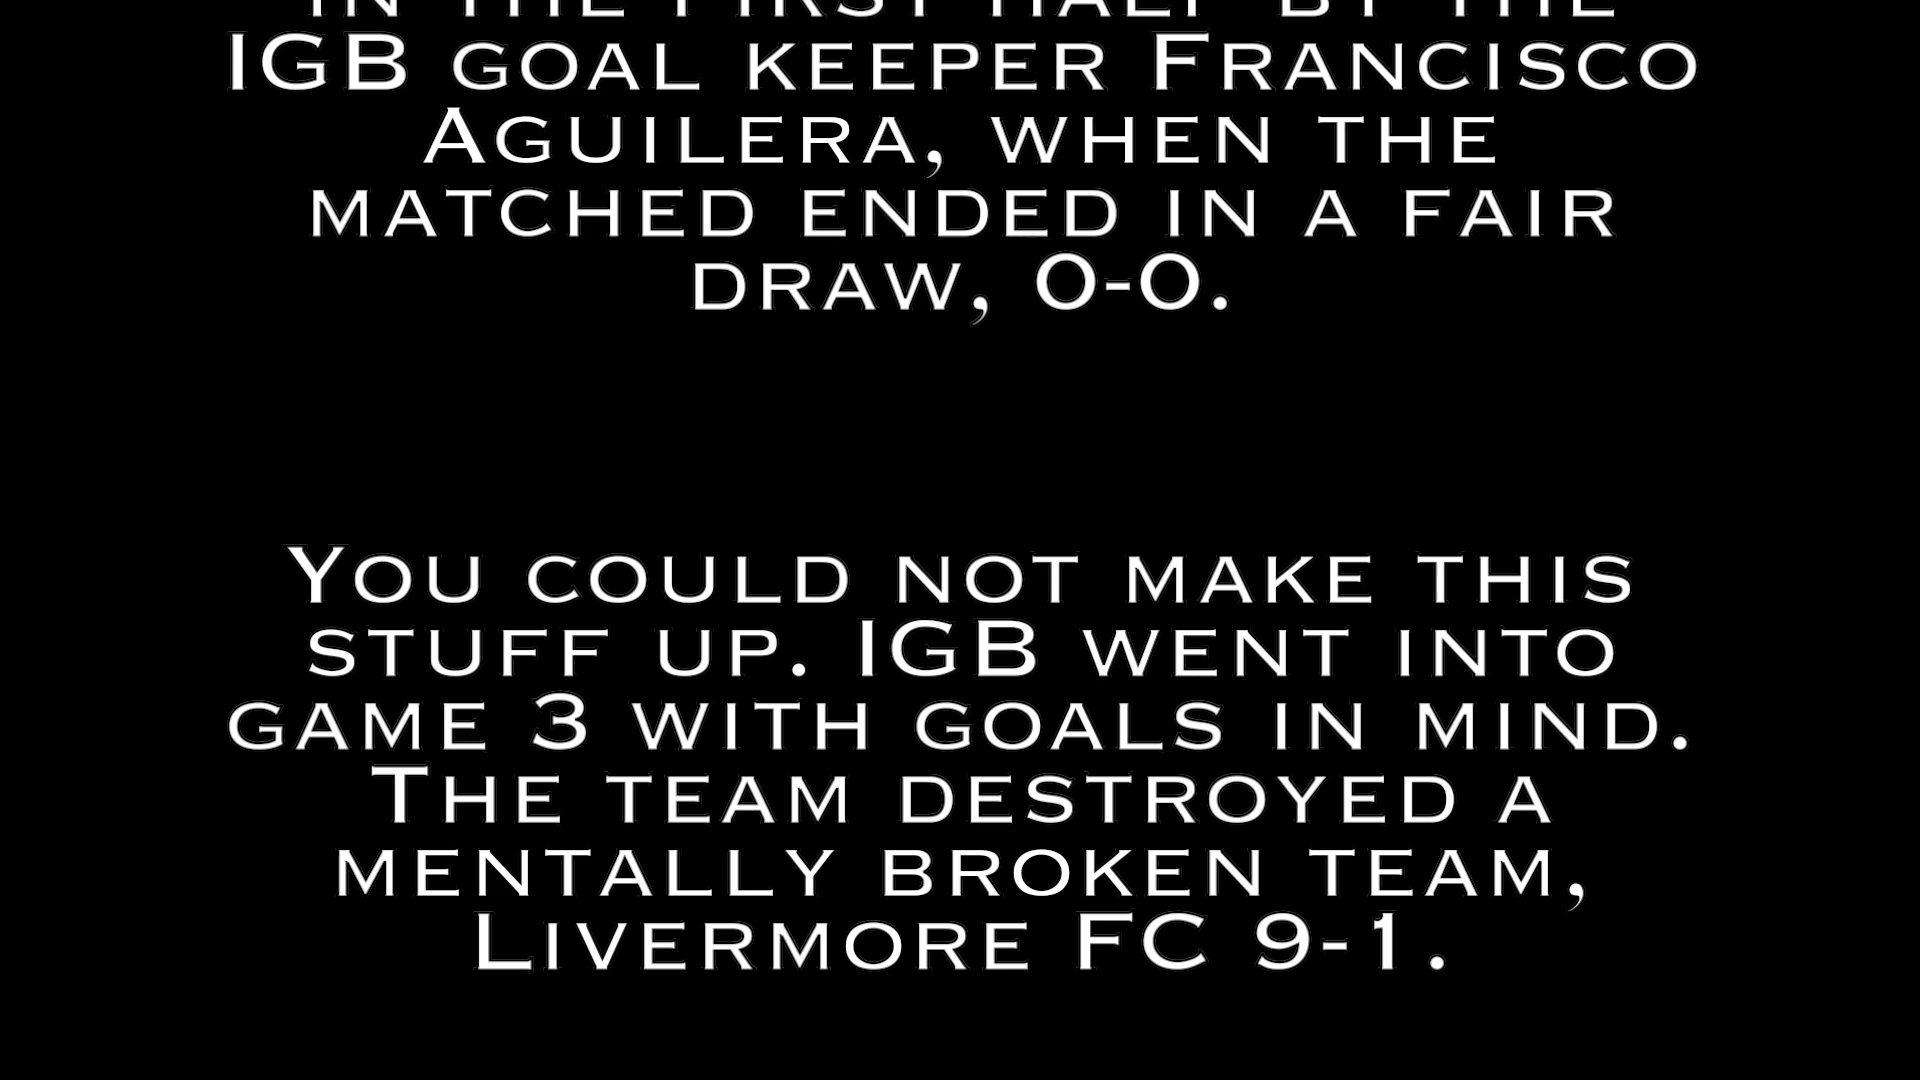 in the first half by the
IGB goal keeper Francisco
Aguilera, when the
matched ended in a fair
draw, 0-0.
You could not make this
stuff up. IGB went into
game 3 with goals in mind.
The team destroyed a
mentally broken team,
Livermore FC 9-1.